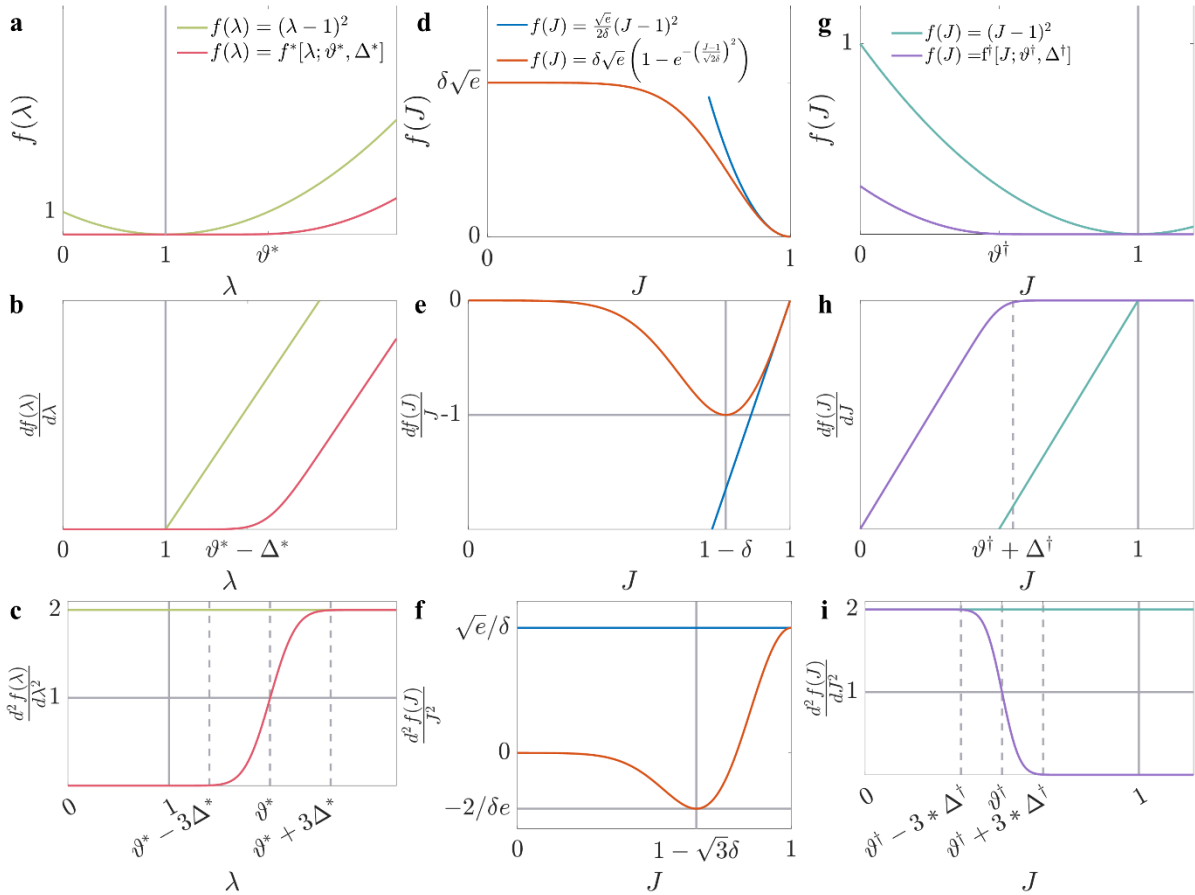 a
f(λ) = (λ − 1)²
f(λ) = f*[λ; ϑ*, Δ*]
f(λ)
1
0
1
ϑ*
λ
d
f(J) = √e/2δ (J − 1)²
f(J) = δ√e (1 − e^−((J−1)/√2δ)²)
δ√e
f(J)
0
0
1
J
g
f(J) = (J − 1)²
f(J) =f†[J; ϑ†, Δ†]
1
f(J)
0
ϑ†
1
J
b
df(λ)/dλ
0
1
ϑ* − Δ*
λ
e
0
df(J)/J
-1
1 − δ
0
1
J
h
df(J)/dJ
0
ϑ† + Δ†
1
J
c
2
d²f(λ)/dλ²
1
0
1
ϑ* − 3Δ*
ϑ*
ϑ* + 3Δ*
λ
f
√e/δ
d²f(J)/J²
0
−2/δe
0
1 − √3δ
1
J
i
2
d²f(J)/dJ²
1
0
ϑ† − 3 * Δ†
ϑ†
ϑ† + 3 * Δ†
1
J